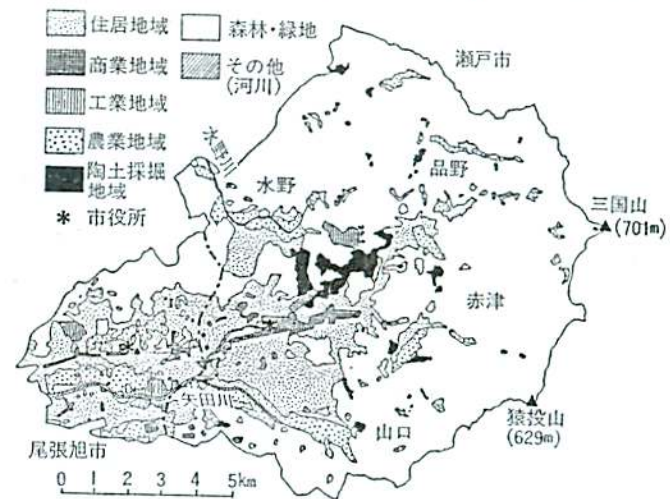 住居地域
商業地域
工業地域
農業地域
陶土採掘
地域
* 市役所
森林・緑地
その他
(河川)
瀬戸市
水野川
水野
品野
三国山
(701m)
赤津
矢田川
山口
猿投山
(629m)
尾張旭市
0 1 2 3 4 5km